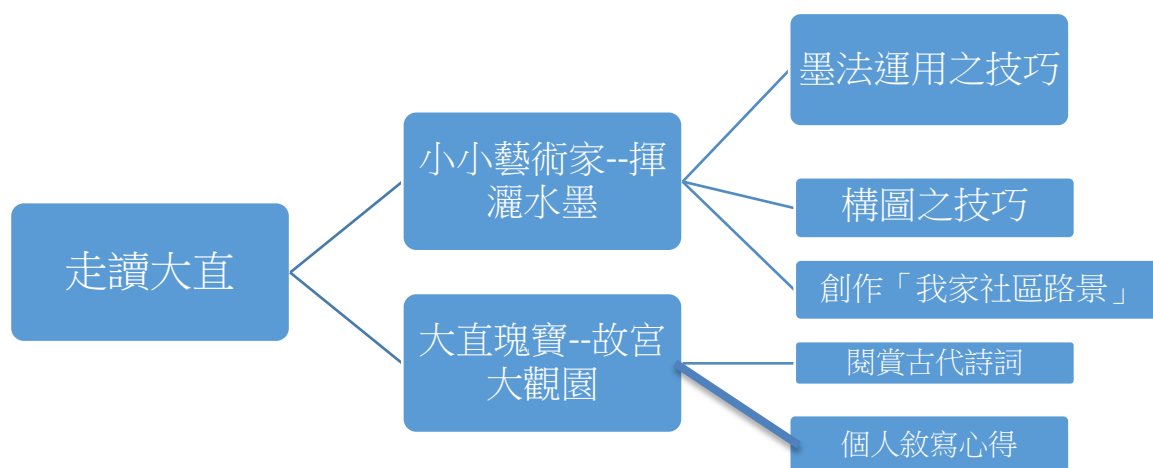 走讀大直
小小藝術家--揮
灑水墨
大直瑰寶--故宮
大觀園
墨法運用之技巧
構圖之技巧
創作「我家社區路景」
閱賞古代詩詞
個人敘寫心得